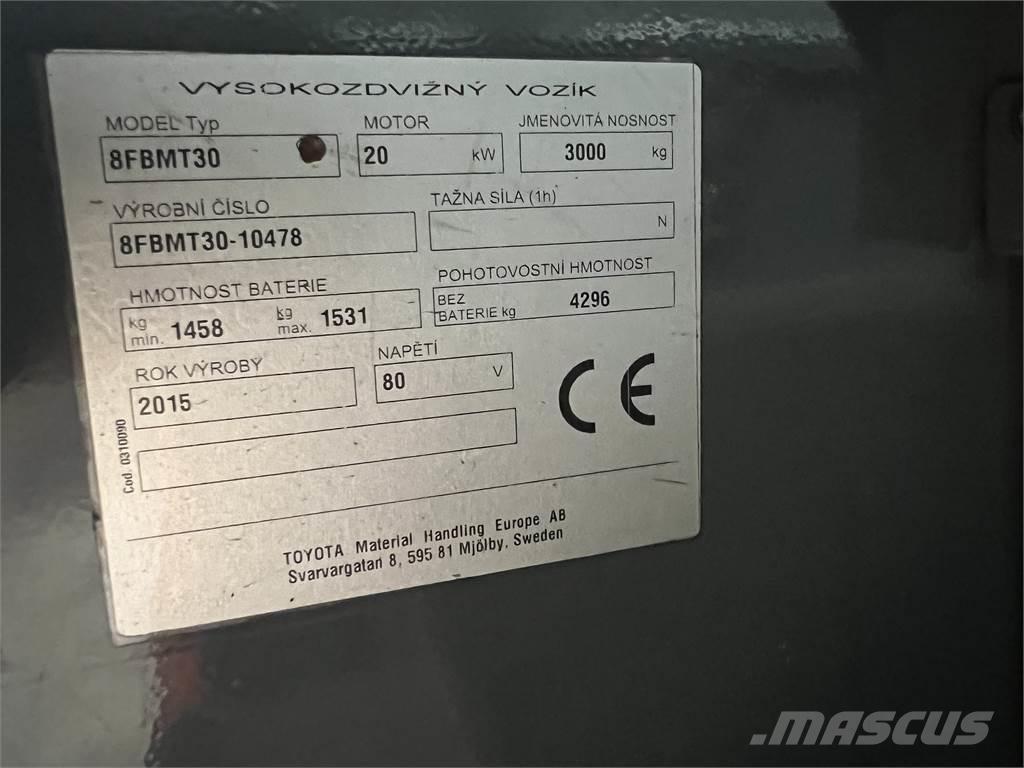 VYSOKOZDVIŽNÝ VOZÍK
MODEL Typ MOTOR JMENOVITÁ NOSNOST
8FBMT30 20 kW 3000 kg
VÝROBNÍ ČÍSLO TAŽNA SÍLA (1h)
8FBMT30-10478 N
HMOTNOST BATERIE POHOTOVOSTNÍ HMOTNOST
kg min. 1458 kg max. 1531 BEZ BATERIE kg 4296
ROK VÝROBY NAPĚTÍ
2015 80 V
CE
Cod. 0310090
TOYOTA Material Handling Europe AB
Svarvargatan 8, 595 81 Mjölby, Sweden
.MASCUS